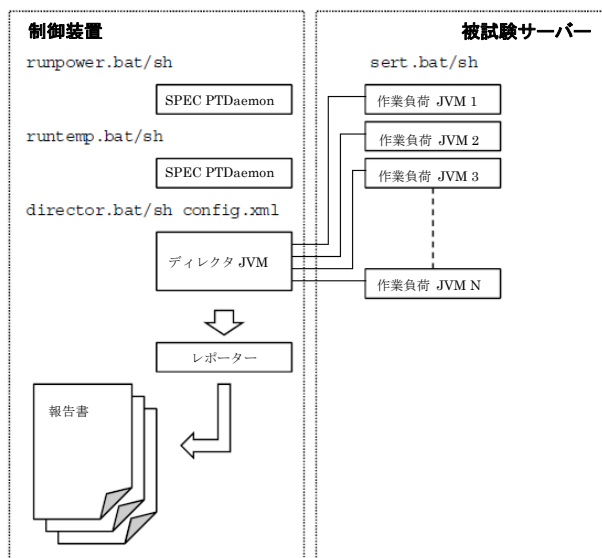 制御装置
runpower.bat/sh
SPEC PTDaemon
runtemp.bat/sh
SPEC PTDaemon
director.bat/sh config.xml
ディレクタ JVM
レポーター
報告書
被試験サーバー
sert.bat/sh
作業負荷 JVM 1
作業負荷 JVM 2
作業負荷 JVM 3
作業負荷 JVM N